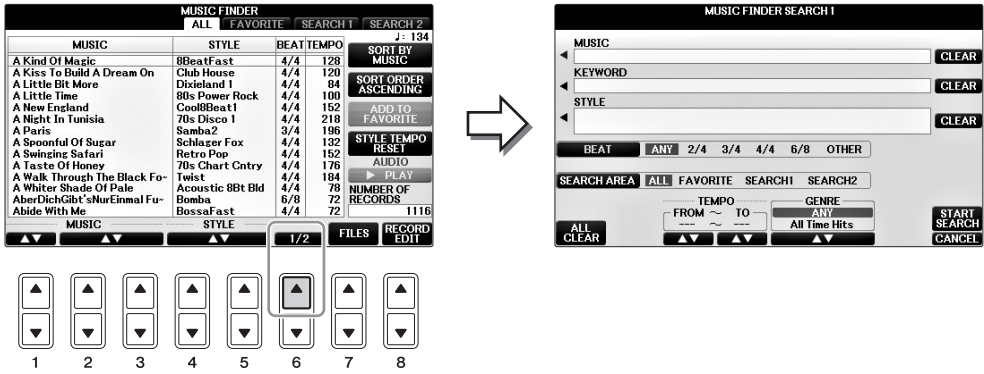 MUSIC FINDER
ALL FAVORITE SEARCH 1 SEARCH 2
♩: 134
MUSIC STYLE BEAT TEMPO
A Kind Of Magic 8BeatFast 4/4 128
A Kiss To Build A Dream On Club House 4/4 120
A Little Bit More Dixieland 1 4/4 84
A Little Time 80s Power Rock 4/4 100
A New England Cool8Beat1 4/4 152
A Night In Tunisia 70s Disco 1 4/4 218
A Paris Samba2 3/4 196
A Spoonful Of Sugar Schlager Fox 4/4 132
A Swinging Safari Retro Pop 4/4 152
A Taste Of Honey 70s Chart Cntry 4/4 176
A Walk Through The Black Fo~ Twist 4/4 184
A Whiter Shade Of Pale Acoustic 8Bt Bld 4/4 78
AberDichGibt'sNurEinmal Fu~ Bomba 6/8 72
Abide With Me BossaFast 4/4 72
SORT BY
MUSIC
SORT ORDER
ASCENDING
ADD TO
FAVORITE
STYLE TEMPO
RESET
AUDIO
▶ PLAY
NUMBER OF
RECORDS
1116
MUSIC STYLE
▲▼ ▲▼ ▲▼ 1/2 FILES RECORD
EDIT
1 2 3 4 5 6 7 8
MUSIC FINDER SEARCH 1
MUSIC
CLEAR
KEYWORD
CLEAR
STYLE
CLEAR
BEAT ANY 2/4 3/4 4/4 6/8 OTHER
SEARCH AREA ALL FAVORITE SEARCH1 SEARCH2
TEMPO GENRE
FROM ~ TO ANY
--- ~ --- All Time Hits
ALL
CLEAR
▲▼ ▲▼ ▲▼
START
SEARCH
CANCEL